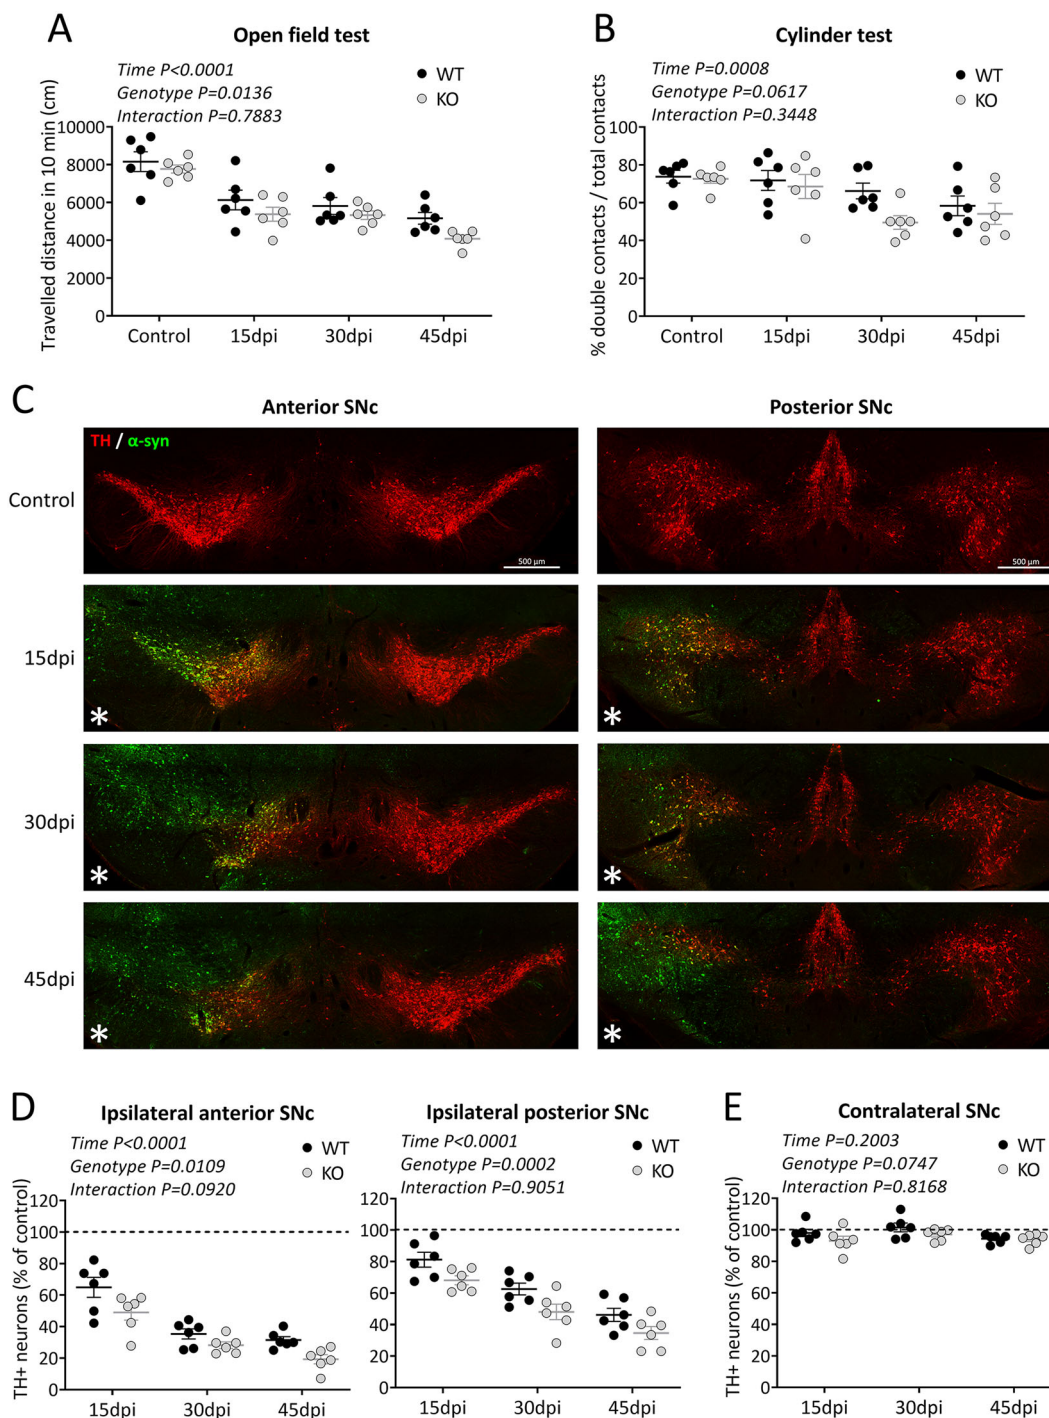 A
Open field test
Time P<0.0001
Genotype P=0.0136
Interaction P=0.7883
WT
KO
Travelled distance in 10 min (cm)
10000
8000
6000
4000
2000
0
Control 15dpi 30dpi 45dpi
B
Cylinder test
Time P=0.0008
Genotype P=0.0617
Interaction P=0.3448
WT
KO
% double contacts / total contacts
100
80
60
40
20
0
Control 15dpi 30dpi 45dpi
C
Anterior SNc
Posterior SNc
TH / α-syn
Control
500 µm
500 µm
15dpi
*
*
30dpi
*
*
45dpi
*
*
D
Ipsilateral anterior SNc
Time P<0.0001
Genotype P=0.0109
Interaction P=0.0920
WT
KO
TH+ neurons (% of control)
120
100
80
60
40
20
0
15dpi 30dpi 45dpi
Ipsilateral posterior SNc
Time P<0.0001
Genotype P=0.0002
Interaction P=0.9051
WT
KO
120
100
80
60
40
20
0
15dpi 30dpi 45dpi
E
Contralateral SNc
Time P=0.2003
Genotype P=0.0747
Interaction P=0.8168
WT
KO
TH+ neurons (% of control)
120
100
80
60
40
20
0
15dpi 30dpi 45dpi